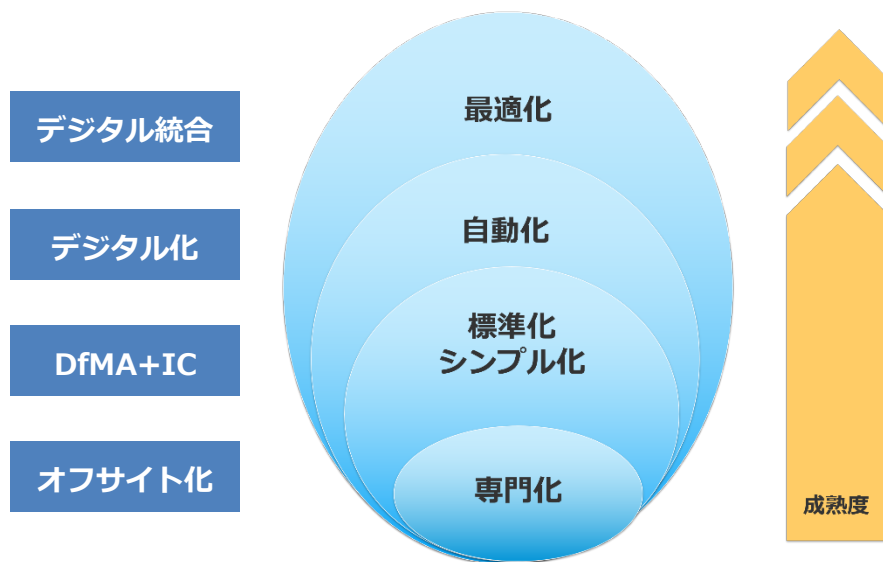 デジタル統合
最適化
デジタル化
自動化
DfMA+IC
標準化
シンプル化
オフサイト化
専門化
成熟度